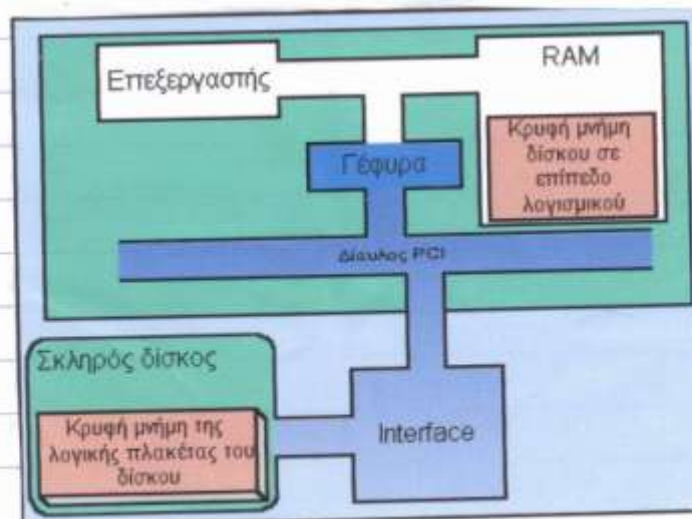 Επεξεργαστής
RAM
Κρυφή μνήμη
δίσκου σε
επίπεδο
λογισμικού
Γέφυρα
Δίαυλος PCI
Σκληρός δίσκος
Κρυφή μνήμη της
λογικής πλακέτας του
δίσκου
Interface